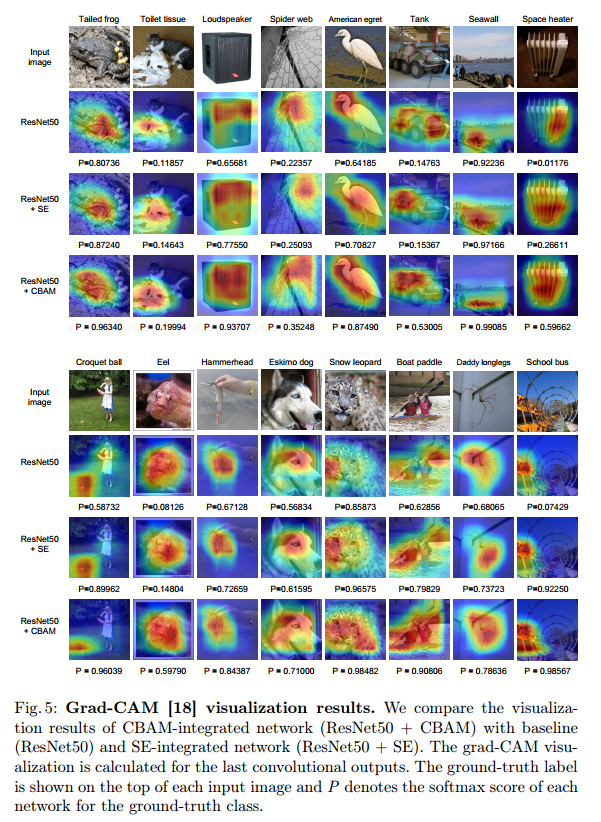 Tailed frog Toilet tissue Loudspeaker Spider web American egret Tank Seawall Space heater
Input
image
ResNet50
P=0.80736 P=0.11857 P=0.65681 P=0.22357 P=0.64185 P=0.14763 P=0.92236 P=0.01176
ResNet50
+ SE
P=0.87240 P=0.14643 P=0.77550 P=0.25093 P=0.70827 P=0.15367 P=0.97166 P=0.26611
ResNet50
+ CBAM
P = 0.96340 P = 0.19994 P = 0.93707 P = 0.35248 P = 0.87490 P = 0.53005 P = 0.99085 P = 0.59662
Croquet ball Eel Hammerhead Eskimo dog Snow leopard Boat paddle Daddy longlegs School bus
Input
image
ResNet50
P=0.58732 P=0.08126 P=0.67128 P=0.56834 P=0.85873 P=0.62856 P=0.68065 P=0.07429
ResNet50
+ SE
P=0.89962 P=0.14804 P=0.72659 P=0.61595 P=0.96575 P=0.79829 P=0.73723 P=0.92250
ResNet50
+ CBAM
P = 0.96039 P = 0.59790 P = 0.84387 P = 0.71000 P = 0.98482 P = 0.90806 P = 0.78636 P = 0.98567
Fig. 5: Grad-CAM [18] visualization results. We compare the visualiza-
tion results of CBAM-integrated network (ResNet50 + CBAM) with baseline
(ResNet50) and SE-integrated network (ResNet50 + SE). The grad-CAM visu-
alization is calculated for the last convolutional outputs. The ground-truth label
is shown on the top of each input image and P denotes the softmax score of each
network for the ground-truth class.